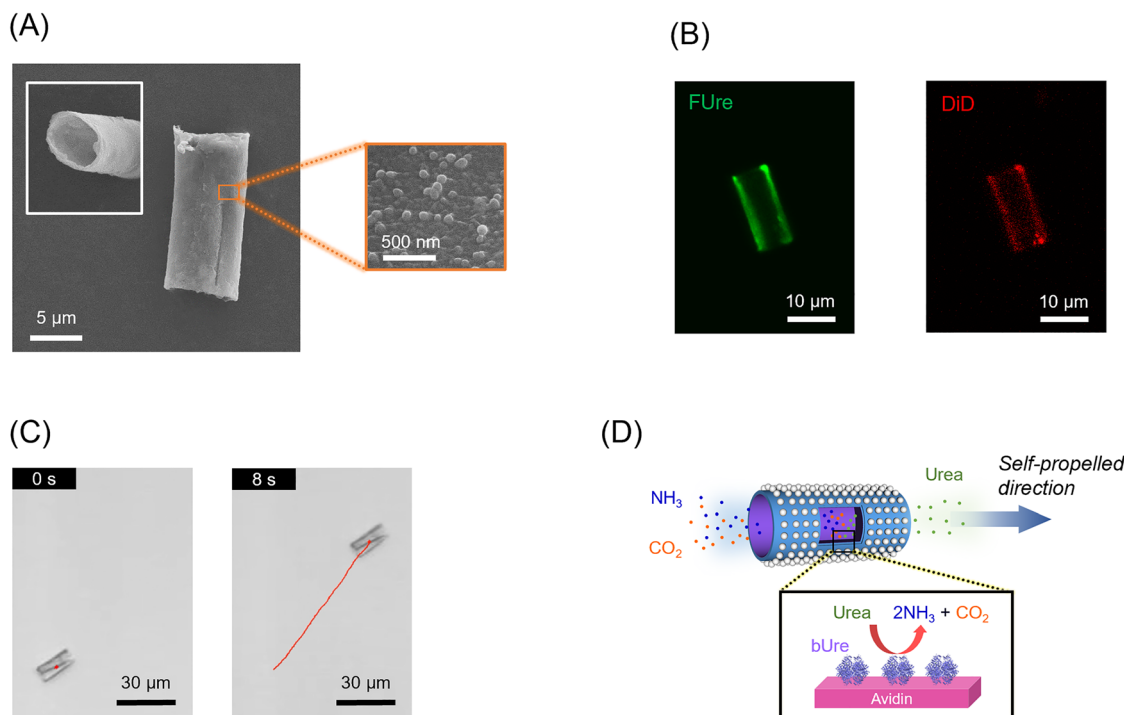 (A)
5 µm
500 nm
(B)
FUre
10 µm
DiD
10 µm
(C)
0 s
30 µm
8 s
30 µm
(D)
NH₃
CO₂
Urea
Self-propelled
direction
Urea 2NH₃ + CO₂
bUre
Avidin